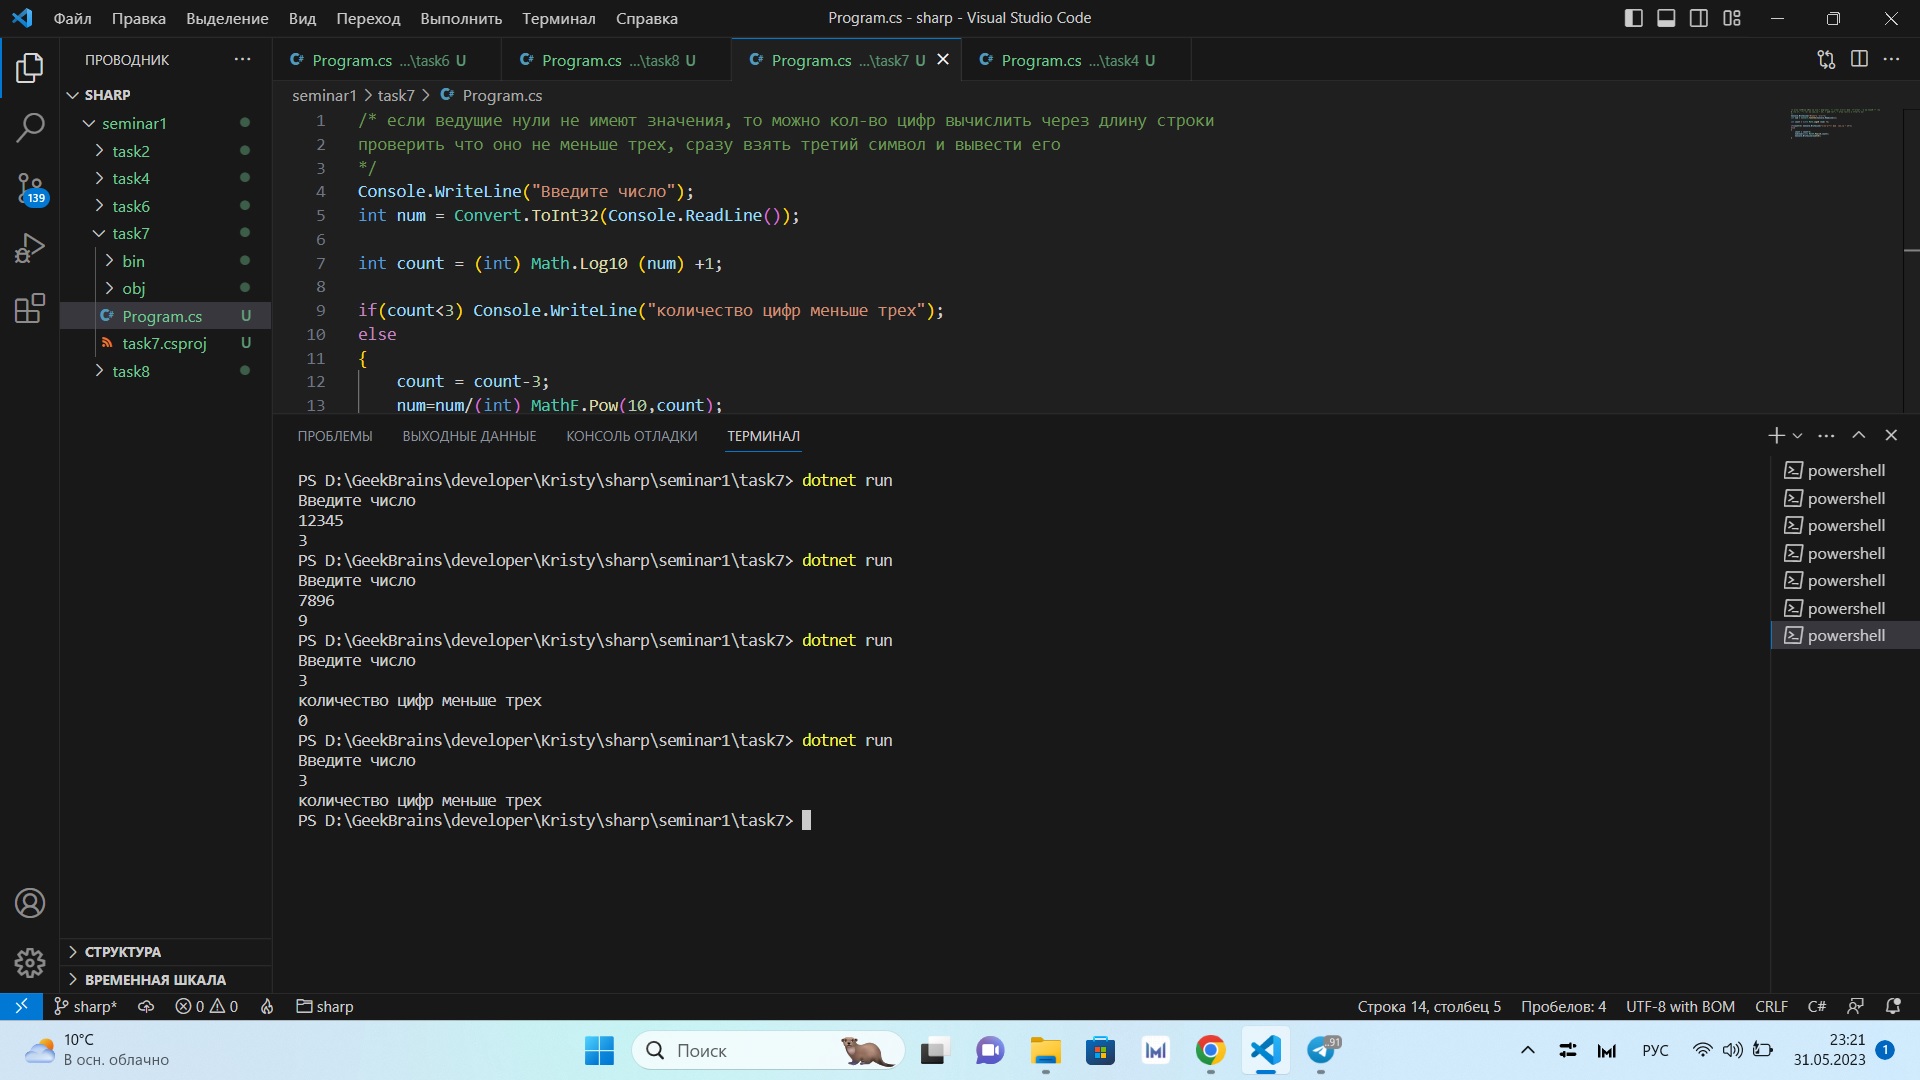 Файл Правка Выделение Вид Переход Выполнить Терминал Справка
Program.cs - sharp - Visual Studio Code
ПРОВОДНИК
SHARP
seminar1
task2
task4
139
task6
task7
bin
obj
Program.cs U
task7.csproj U
task8
СТРУКТУРА
ВРЕМЕННАЯ ШКАЛА
Program.cs ...\task6 U
Program.cs ...\task8 U
Program.cs ...\task7 U
Program.cs ...\task4 U
seminar1 > task7 > Program.cs
1 /* если ведущие нули не имеют значения, то можно кол-во цифр вычислить через длину строки
2 проверить что оно не меньше трех, сразу взять третий символ и вывести его
3 */
4 Console.WriteLine("Введите число");
5 int num = Convert.ToInt32(Console.ReadLine());
6
7 int count = (int) Math.Log10 (num) +1;
8
9 if(count<3) Console.WriteLine("количество цифр меньше трех");
10 else
11 {
12 count = count-3;
13 num=num/(int) MathF.Pow(10,count);
ПРОБЛЕМЫ ВЫХОДНЫЕ ДАННЫЕ КОНСОЛЬ ОТЛАДКИ ТЕРМИНАЛ
PS D:\GeekBrains\developer\Kristy\sharp\seminar1\task7> dotnet run
Введите число
12345
3
PS D:\GeekBrains\developer\Kristy\sharp\seminar1\task7> dotnet run
Введите число
7896
9
PS D:\GeekBrains\developer\Kristy\sharp\seminar1\task7> dotnet run
Введите число
3
количество цифр меньше трех
0
PS D:\GeekBrains\developer\Kristy\sharp\seminar1\task7> dotnet run
Введите число
3
количество цифр меньше трех
PS D:\GeekBrains\developer\Kristy\sharp\seminar1\task7>
powershell
powershell
powershell
powershell
powershell
powershell
powershell
sharp* 0 0 sharp
Строка 14, столбец 5 Пробелов: 4 UTF-8 with BOM CRLF C#
10°C
В осн. облачно
Поиск
91
РУС
23:21
31.05.2023
1